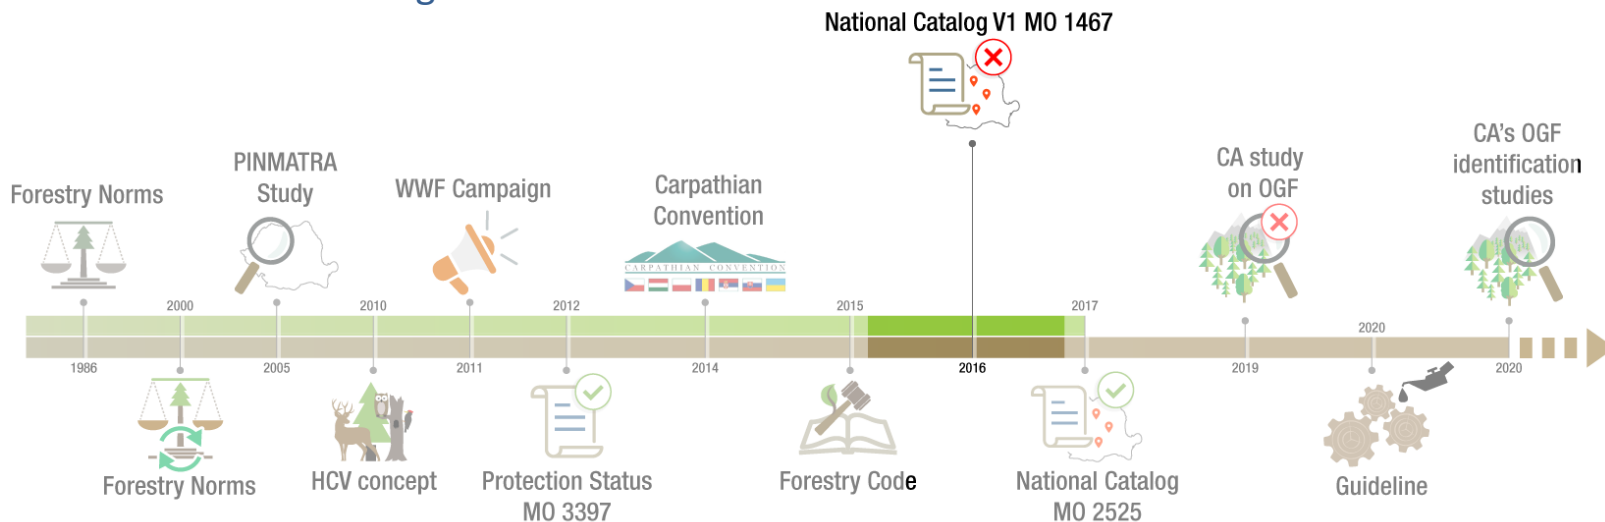 National Catalog V1 MO 1467
CA's OGF
identification
studies
CA study
on OGF
PINMATRA
Study
Forestry Norms
WWF Campaign
Carpathian
Convention
CARPATHIAN CONVENTION
2000
2010
2012
2015
2017
2020
1986
2005
2011
2014
2016
2019
2020
Forestry Norms
HCV concept
Protection Status
MO 3397
Forestry Code
National Catalog
MO 2525
Guideline